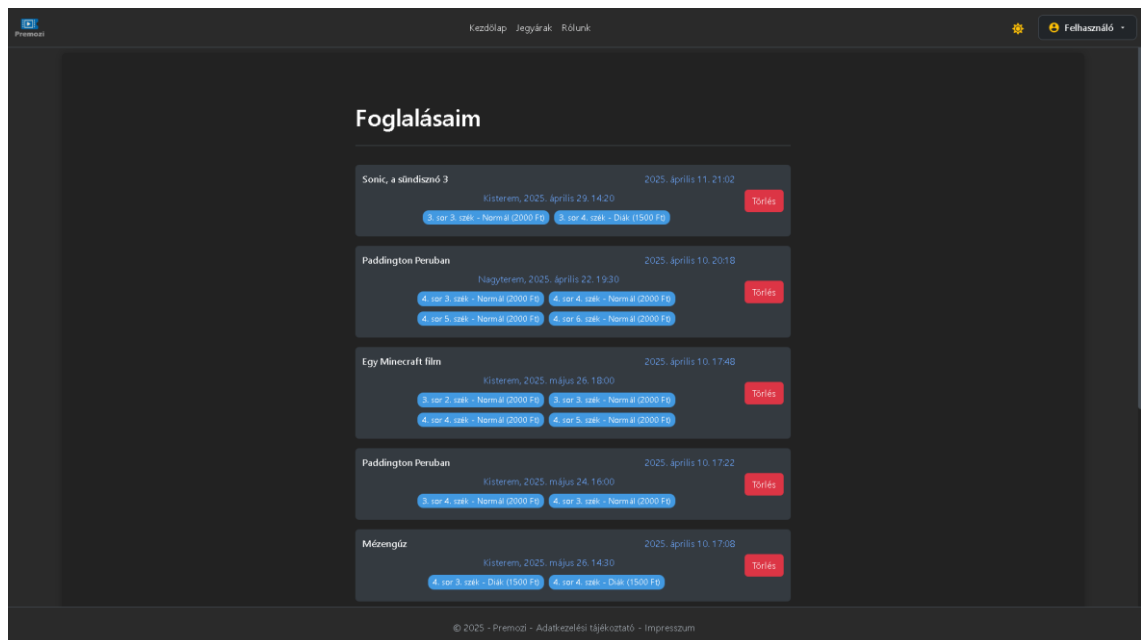 Premozi
Kezdőlap Jegyárak Rólunk
Felhasználó
Foglalásaim
Sonic, a sündisznó 3 2025. április 11. 21:02
Kisterem, 2025. április 29. 14:20
Törlés
3. sor 3. szék - Normál (2000 Ft) 3. sor 4. szék - Diák (1500 Ft)
Paddington Peruban 2025. április 10. 20:18
Nagyterem, 2025. április 22. 19:30
Törlés
4. sor 3. szék - Normál (2000 Ft) 4. sor 4. szék - Normál (2000 Ft)
4. sor 5. szék - Normál (2000 Ft) 4. sor 6. szék - Normál (2000 Ft)
Egy Minecraft film 2025. április 10. 17:48
Kisterem, 2025. május 26. 18:00
Törlés
3. sor 2. szék - Normál (2000 Ft) 3. sor 3. szék - Normál (2000 Ft)
4. sor 4. szék - Normál (2000 Ft) 4. sor 5. szék - Normál (2000 Ft)
Paddington Peruban 2025. április 10. 17:22
Kisterem, 2025. május 24. 16:00
Törlés
3. sor 4. szék - Normál (2000 Ft) 4. sor 3. szék - Normál (2000 Ft)
Mézengúz 2025. április 10. 17:08
Kisterem, 2025. május 26. 14:30
Törlés
4. sor 3. szék - Diák (1500 Ft) 4. sor 4. szék - Diák (1500 Ft)
© 2025 - Premozi - Adatkezelési tájékoztató - Impresszum